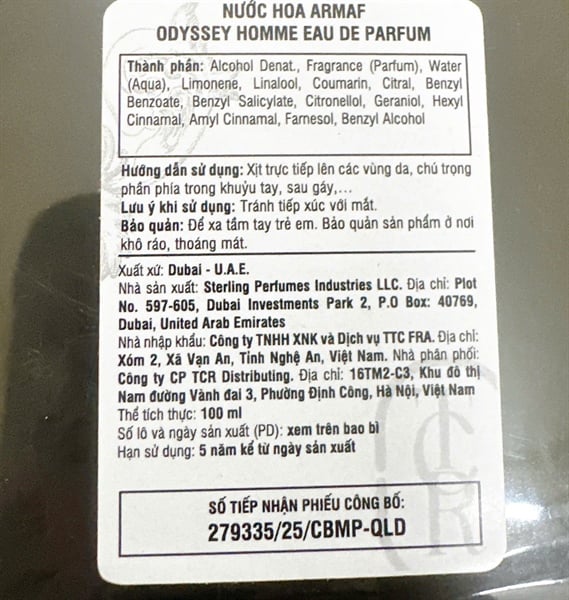 NƯỚC HOA ARMAF
ODYSSEY HOMME EAU DE PARFUM
Thành phần: Alcohol Denat., Fragrance (Parfum), Water
(Aqua), Limonene, Linalool, Coumarin, Citral, Benzyl
Benzoate, Benzyl Salicylate, Citronellol, Geraniol, Hexyl
Cinnamal, Amyl Cinnamal, Farnesol, Benzyl Alcohol
Hướng dẫn sử dụng: Xịt trực tiếp lên các vùng da, chú trọng
phần phía trong khuỷu tay, sau gáy,...
Lưu ý khi sử dụng: Tránh tiếp xúc với mắt.
Bảo quản: Để xa tầm tay trẻ em. Bảo quản sản phẩm ở nơi
khô ráo, thoáng mát.
Xuất xứ: Dubai - U.A.E.
Nhà sản xuất: Sterling Perfumes Industries LLC. Địa chỉ: Plot
No. 597-605, Dubai Investments Park 2, P.O Box: 40769,
Dubai, United Arab Emirates
Nhà nhập khẩu: Công ty TNHH XNK và Dịch vụ TTC FRA. Địa chỉ:
Xóm 2, Xã Vạn An, Tỉnh Nghệ An, Việt Nam. Nhà phân phối:
Công ty CP TCR Distributing. Địa chỉ: 16TM2-C3, Khu đô thị
Nam đường Vành đai 3, Phường Định Công, Hà Nội, Việt Nam
Thể tích thực: 100 ml
Số lô và ngày sản xuất (PD): xem trên bao bì
Hạn sử dụng: 5 năm kể từ ngày sản xuất
TCR
SỐ TIẾP NHẬN PHIẾU CÔNG BỐ:
279335/25/CBMP-QLD